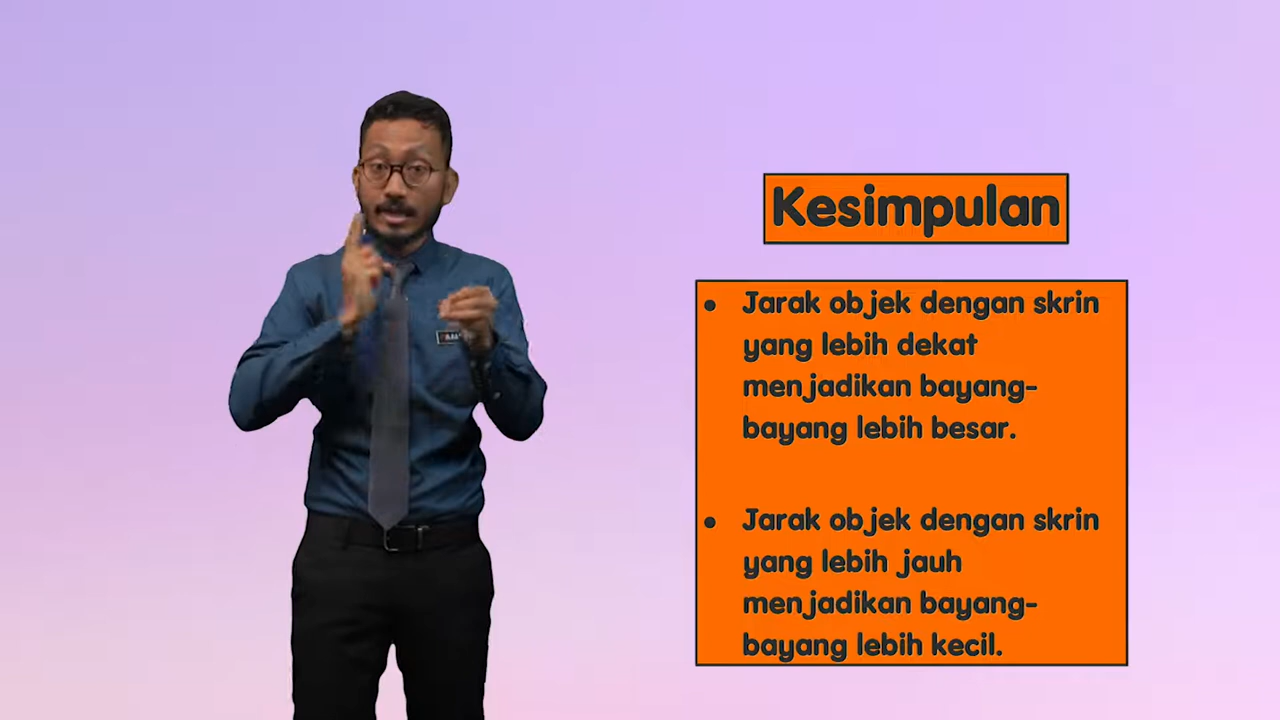 Kesimpulan
• Jarak objek dengan skrin
yang lebih dekat
menjadikan bayang-
bayang lebih besar.
• Jarak objek dengan skrin
yang lebih jauh
menjadikan bayang-
bayang lebih kecil.